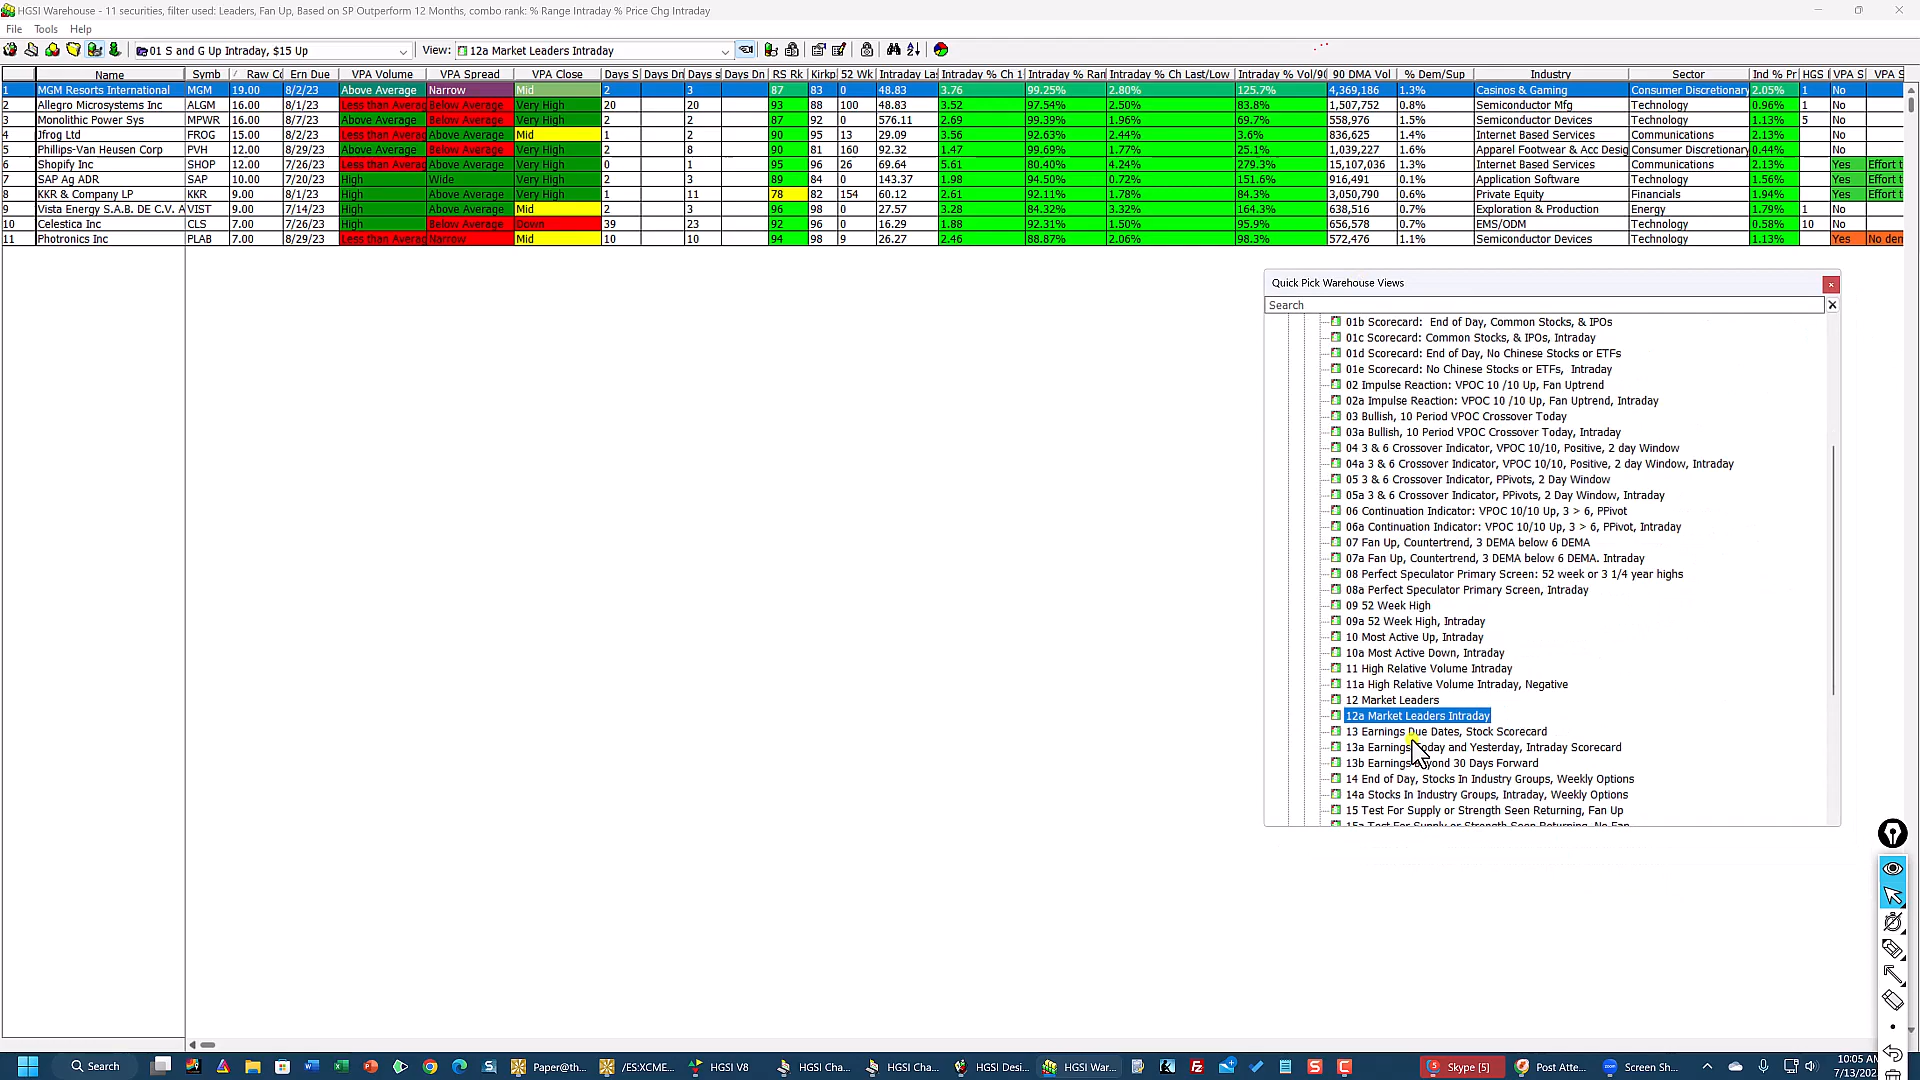 HGSI Warehouse - 11 securities, filter used: Leaders, Fan Up, Based on SP Outperform 12 Months, combo rank: % Range Intraday % Price Chg Intraday
File Tools Help
01 S and G Up Intraday, $15 Up View: 12a Market Leaders Intraday
Name Symb Raw Co Ern Due VPA Volume VPA Spread VPA Close Days S Days Dn Days s Days Dn RS Rk Kirkp 52 Wk Intraday La Intraday % Ch 1 Intraday % Ran Intraday % Ch Last/Low Intraday % Vol/90 90 DMA Vol % Dem/Sup Industry Sector Ind % Pr HGS VPA S VPA S
1 MGM Resorts International MGM 19.00 8/2/23 Above Average Narrow Mid 2 3 87 83 0 48.83 3.76 99.25% 2.80% 125.7% 4,369,186 1.3% Casinos & Gaming Consumer Discretionary 2.05% 1 No
2 Allegro Microsystems Inc ALGM 16.00 8/1/23 Less than Averag Below Average Very High 20 20 93 88 100 48.83 3.52 97.54% 2.50% 83.8% 1,507,752 0.8% Semiconductor Mfg Technology 0.96% 1 No
3 Monolithic Power Sys MPWR 16.00 8/7/23 Above Average Below Average Very High 2 2 87 92 0 576.11 2.69 99.39% 1.96% 69.7% 558,976 1.5% Semiconductor Devices Technology 1.13% 5 No
4 Jfrog Ltd FROG 15.00 8/2/23 Less than Averag Above Average Mid 1 2 90 95 13 29.09 3.56 92.63% 2.44% 3.6% 836,625 1.4% Internet Based Services Communications 2.13% No
5 Phillips-Van Heusen Corp PVH 12.00 8/29/23 Above Average Below Average Very High 2 8 90 81 160 92.32 1.47 99.69% 1.77% 25.1% 1,039,227 1.6% Apparel Footwear & Acc Desig Consumer Discretionary 0.44% No
6 Shopify Inc SHOP 12.00 7/26/23 Less than Averag Above Average Very High 0 1 95 96 26 69.64 5.61 80.40% 4.24% 279.3% 15,107,036 1.3% Internet Based Services Communications 2.13% Yes Effort t
7 SAP Ag ADR SAP 10.00 7/20/23 High Wide Very High 2 3 89 84 0 143.37 1.98 94.50% 0.72% 151.6% 916,491 0.1% Application Software Technology 1.56% Yes Effort t
8 KKR & Company LP KKR 9.00 8/1/23 High Above Average Very High 1 11 78 82 154 60.12 2.61 92.11% 1.78% 84.3% 3,050,790 0.6% Private Equity Financials 1.94% Yes Effort t
9 Vista Energy S.A.B. DE C.V. A VIST 9.00 7/14/23 High Above Average Mid 2 3 96 98 0 27.57 3.28 84.32% 3.32% 164.3% 638,516 0.7% Exploration & Production Energy 1.79% 1 No
10 Celestica Inc CLS 7.00 7/26/23 High Below Average Down 39 23 92 96 0 16.29 1.88 92.31% 1.50% 95.9% 656,578 0.7% EMS/ODM Technology 0.58% 10 No
11 Photronics Inc PLAB 7.00 8/29/23 Less than Averag Narrow Mid 10 10 94 98 9 26.27 2.46 88.87% 2.06% 98.3% 572,476 1.1% Semiconductor Devices Technology 1.13% Yes No den
Quick Pick Warehouse Views
Search
01b Scorecard: End of Day, Common Stocks, & IPOs
01c Scorecard: Common Stocks, & IPOs, Intraday
01d Scorecard: End of Day, No Chinese Stocks or ETFs
01e Scorecard: No Chinese Stocks or ETFs, Intraday
02 Impulse Reaction: VPOC 10 /10 Up, Fan Uptrend
02a Impulse Reaction: VPOC 10 /10 Up, Fan Uptrend, Intraday
03 Bullish, 10 Period VPOC Crossover Today
03a Bullish, 10 Period VPOC Crossover Today, Intraday
04 3 & 6 Crossover Indicator, VPOC 10/10, Positive, 2 day Window
04a 3 & 6 Crossover Indicator, VPOC 10/10, Positive, 2 day Window, Intraday
05 3 & 6 Crossover Indicator, PPivots, 2 Day Window
05a 3 & 6 Crossover Indicator, PPivots, 2 Day Window, Intraday
06 Continuation Indicator: VPOC 10/10 Up, 3 > 6, PPivot
06a Continuation Indicator: VPOC 10/10 Up, 3 > 6, PPivot, Intraday
07 Fan Up, Countertrend, 3 DEMA below 6 DEMA
07a Fan Up, Countertrend, 3 DEMA below 6 DEMA. Intraday
08 Perfect Speculator Primary Screen: 52 week or 3 1/4 year highs
08a Perfect Speculator Primary Screen, Intraday
09 52 Week High
09a 52 Week High, Intraday
10 Most Active Up, Intraday
10a Most Active Down, Intraday
11 High Relative Volume Intraday
11a High Relative Volume Intraday, Negative
12 Market Leaders
12a Market Leaders Intraday
13 Earnings Due Dates, Stock Scorecard
13a Earnings Today and Yesterday, Intraday Scorecard
13b Earnings Beyond 30 Days Forward
14 End of Day, Stocks In Industry Groups, Weekly Options
14a Stocks In Industry Groups, Intraday, Weekly Options
15 Test For Supply or Strength Seen Returning, Fan Up
15a Test For Supply or Strength Seen Returning, No Fan
Search Paper@th... /ES:XCME... HGSI V8 HGSI Cha... HGSI Cha... HGSI Desi... HGSI War... Skype [5] Post Atte... Screen Sh... 10:05 AM
7/13/202